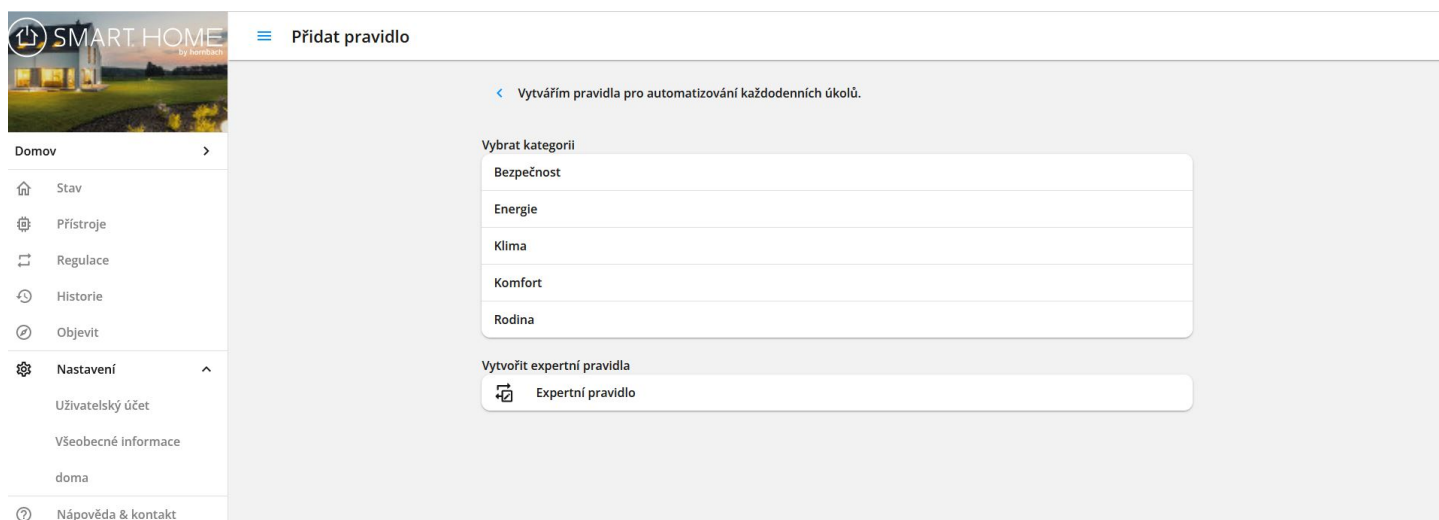 SMART HOME
by hornbach
Domov
Stav
Přístroje
Regulace
Historie
Objevit
Nastavení
Uživatelský účet
Všeobecné informace
doma
Nápověda & kontakt
Přidat pravidlo
Vytvářím pravidla pro automatizování každodenních úkolů.
Vybrat kategorii
Bezpečnost
Energie
Klima
Komfort
Rodina
Vytvořit expertní pravidla
Expertní pravidlo